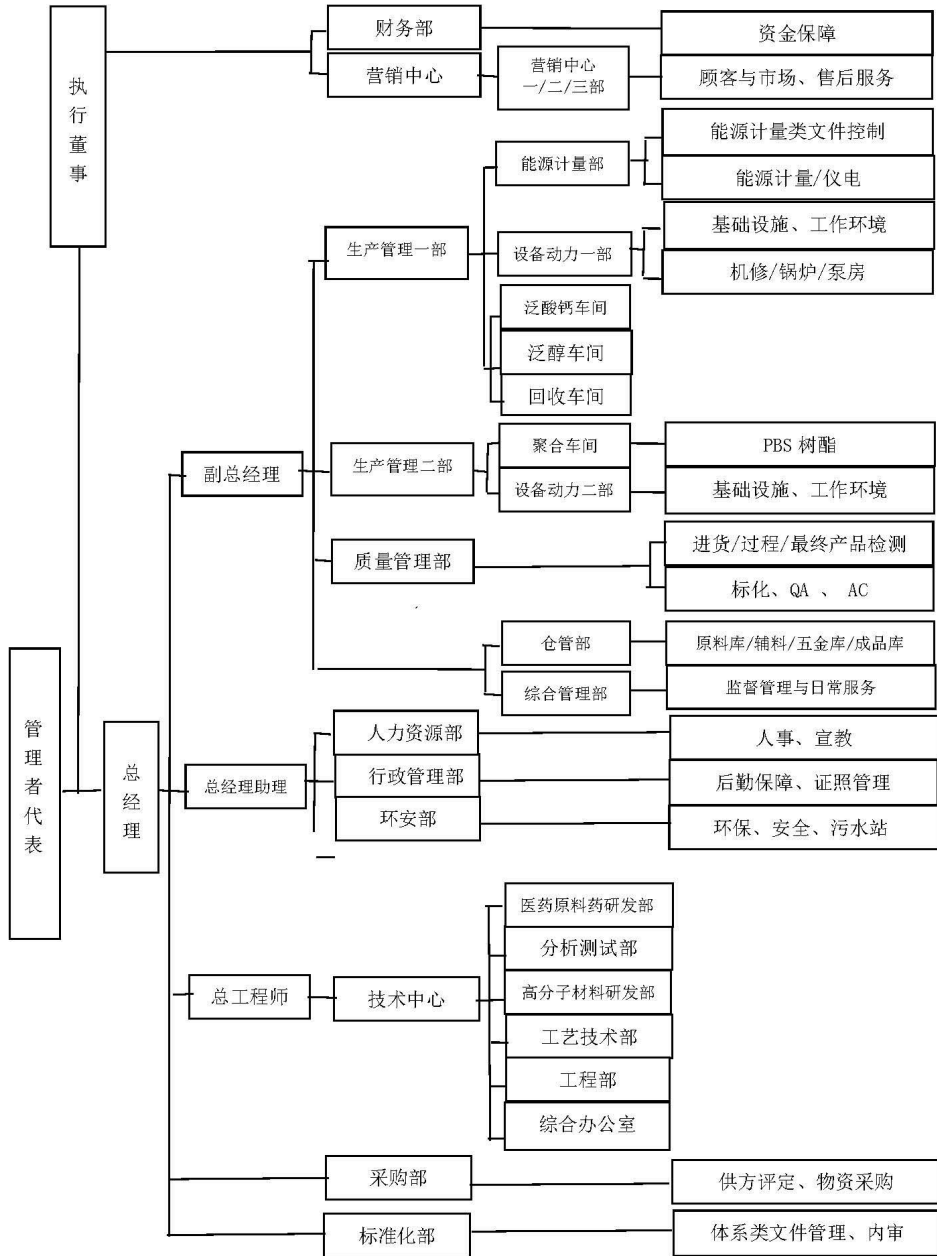 执行董事
财务部
资金保障
营销中心
营销中心
一/二/三部
顾客与市场、售后服务
能源计量部
能源计量类文件控制
能源计量/仪电
生产管理一部
设备动力一部
基础设施、工作环境
机修/锅炉/泵房
泛酸钙车间
泛醇车间
回收车间
副总经理
生产管理二部
聚合车间
PBS 树酯
设备动力二部
基础设施、工作环境
质量管理部
进货/过程/最终产品检测
标化、QA 、 AC
仓管部
原料库/辅料/五金库/成品库
综合管理部
监督管理与日常服务
管理者代表
总经理
总经理助理
人力资源部
人事、宣教
行政管理部
后勤保障、证照管理
环安部
环保、安全、污水站
总工程师
技术中心
医药原料药研发部
分析测试部
高分子材料研发部
工艺技术部
工程部
综合办公室
采购部
供方评定、物资采购
标准化部
体系类文件管理、内审